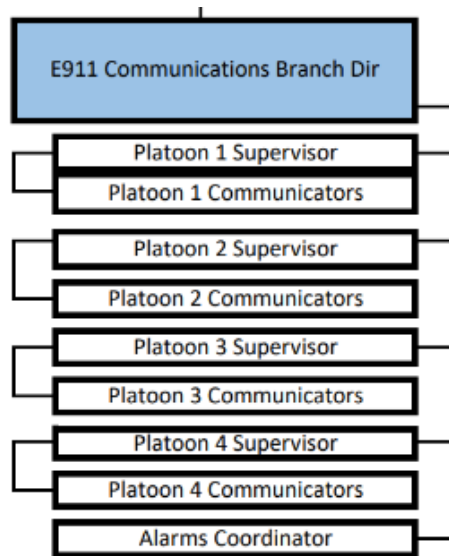 E911 Communications Branch Dir
Platoon 1 Supervisor
Platoon 1 Communicators
Platoon 2 Supervisor
Platoon 2 Communicators
Platoon 3 Supervisor
Platoon 3 Communicators
Platoon 4 Supervisor
Platoon 4 Communicators
Alarms Coordinator